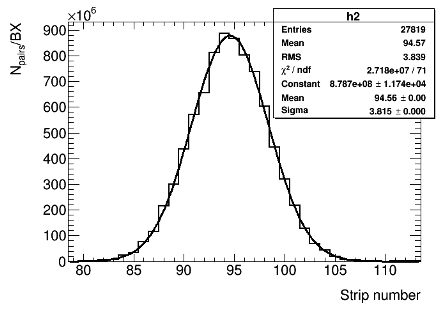 ×10⁶
h2
Entries 27819
Mean 94.57
RMS 3.839
χ² / ndf 2.718e+07 / 71
Constant 8.787e+08 ± 1.174e+04
Mean 94.56 ± 0.00
Sigma 3.815 ± 0.000
N_pairs/BX
900
800
700
600
500
400
300
200
100
0
80 85 90 95 100 105 110
Strip number